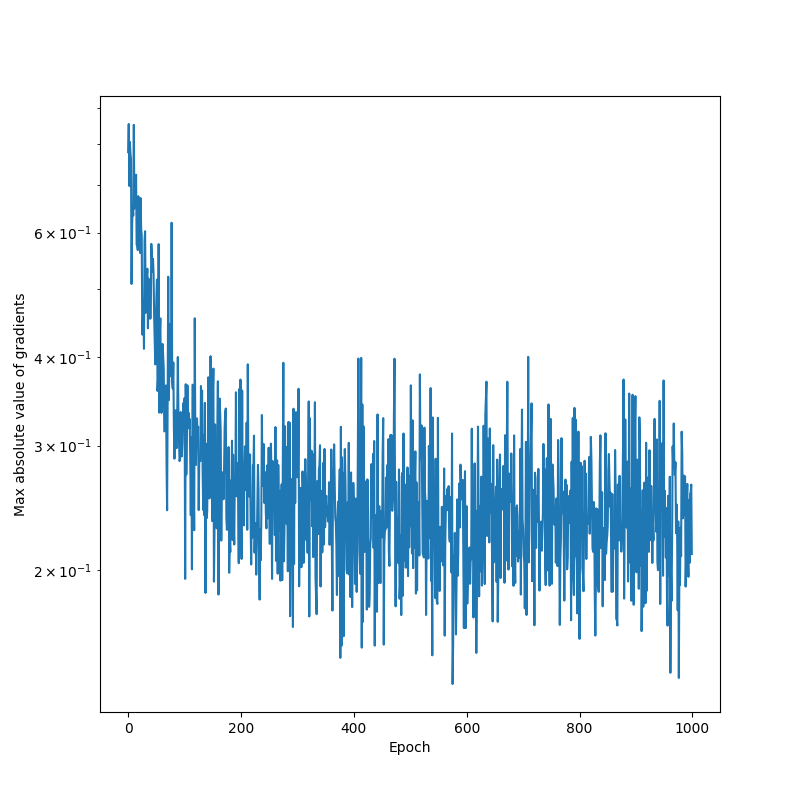 Max absolute value of gradients
6 × 10⁻¹
4 × 10⁻¹
3 × 10⁻¹
2 × 10⁻¹
0 200 400 600 800 1000
Epoch